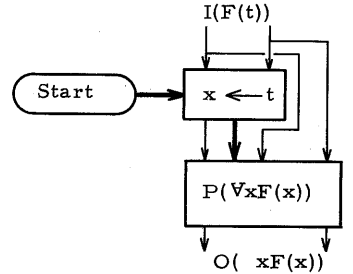 I(F(t))
Start
x ← t
P(∀xF(x))
O( xF(x))